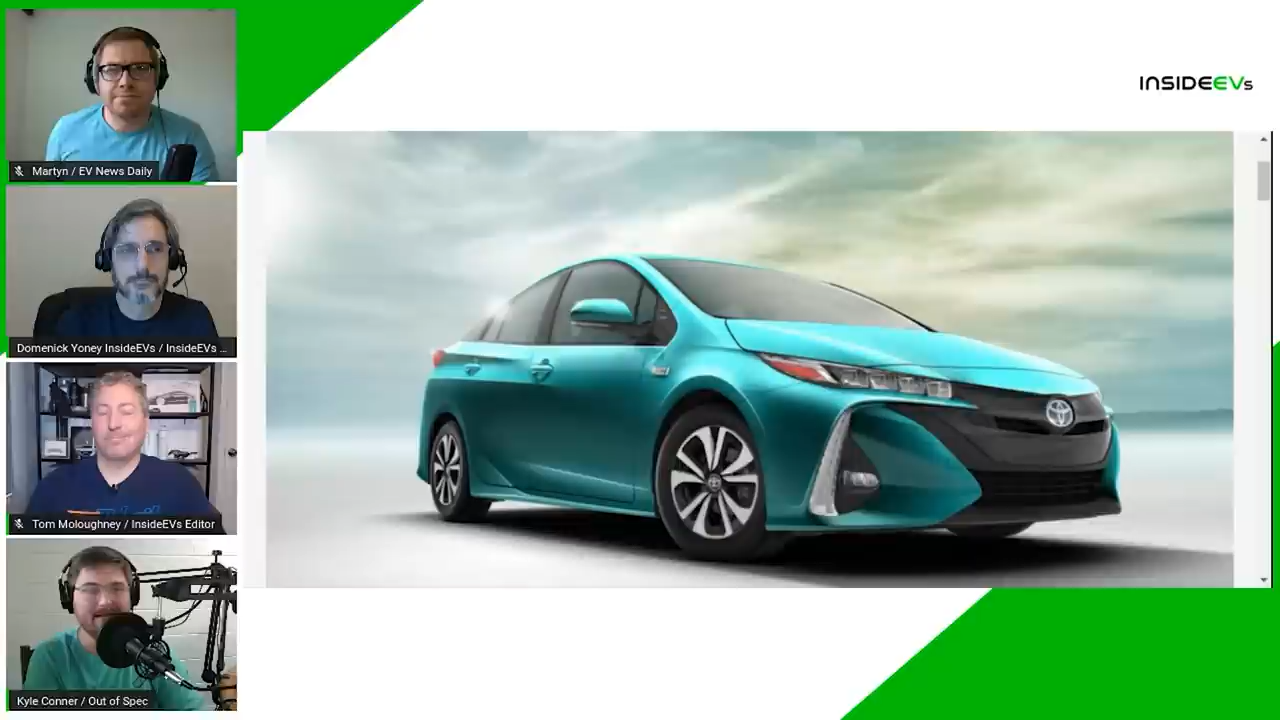 Martyn / EV News Daily
Domenick Yoney InsideEVs / InsideEVs ...
Tom Moloughney / InsideEVs Editor
Kyle Conner / Out of Spec
INSIDEEVs